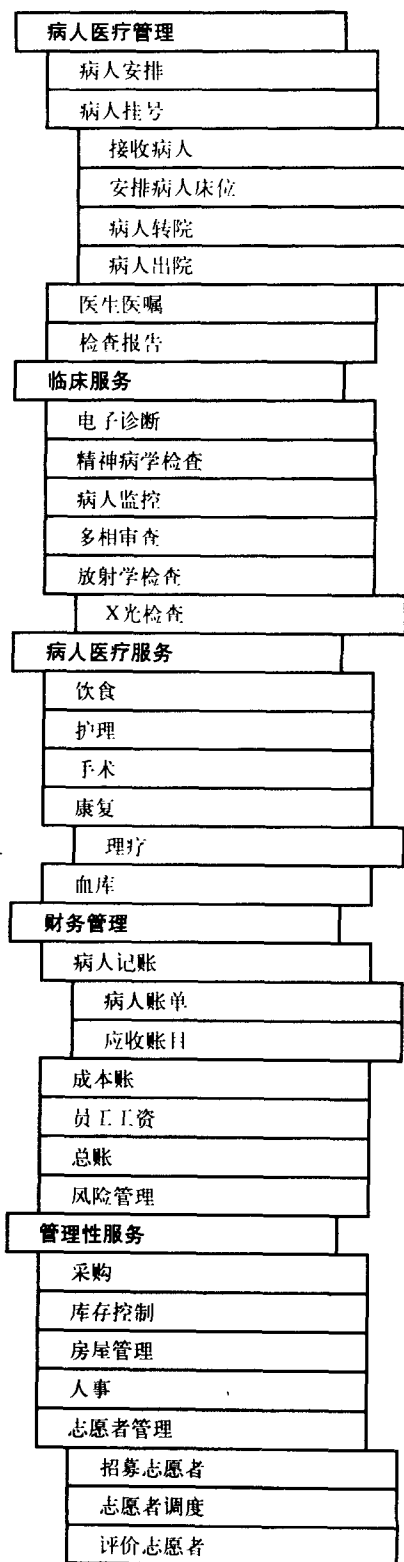 病人医疗管理
病人安排
病人挂号
接收病人
安排病人床位
病人转院
病人出院
医生医嘱
检查报告
临床服务
电子诊断
精神病学检查
病人监控
多相审查
放射学检查
X光检查
病人医疗服务
饮食
护理
手术
康复
理疗
血库
财务管理
病人记账
病人账单
应收账目
成本账
员工工资
总账
风险管理
管理性服务
采购
库存控制
房屋管理
人事
志愿者管理
招募志愿者
志愿者调度
评价志愿者